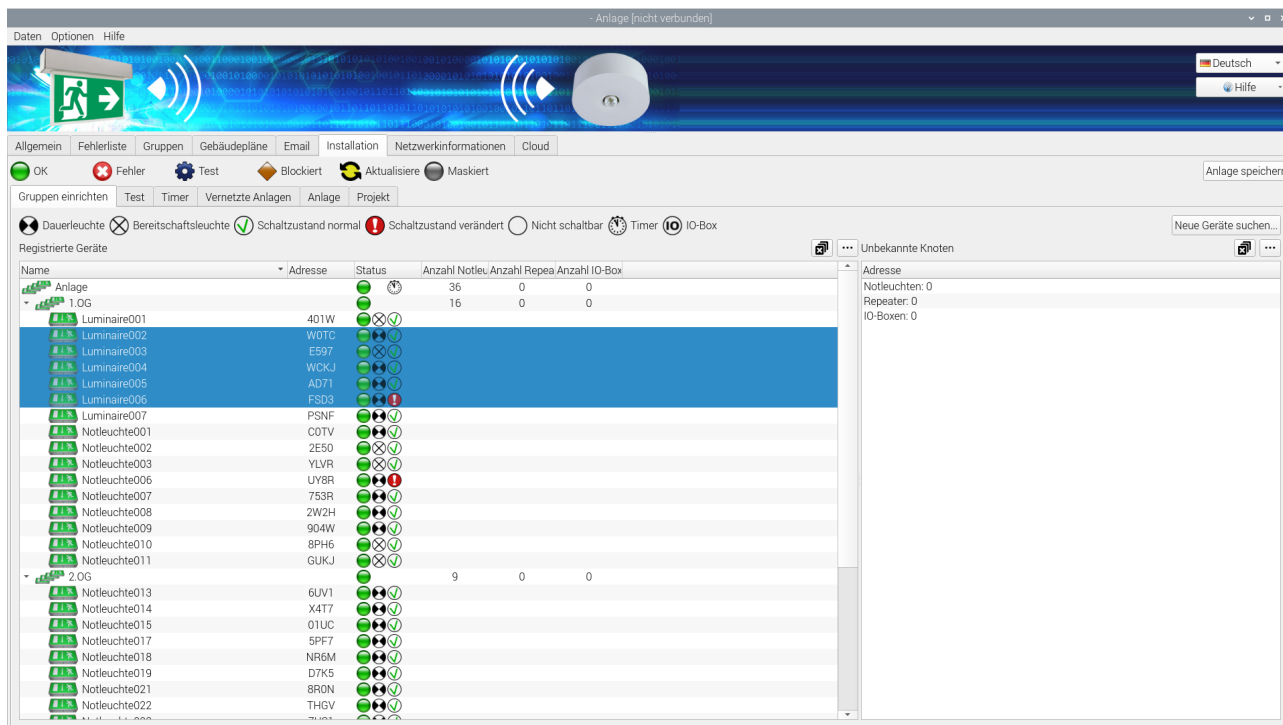 - Anlage [nicht verbunden]
Daten Optionen Hilfe
Deutsch
Hilfe
Allgemein Fehlerliste Gruppen Gebäudepläne Email Installation Netzwerkinformationen Cloud
OK Fehler Test Blockiert Aktualisiere Maskiert Anlage speichern
Gruppen einrichten Test Timer Vernetzte Anlagen Anlage Projekt
Dauerleuchte Bereitschaftsleuchte Schaltzustand normal Schaltzustand verändert Nicht schaltbar Timer IO IO-Box Neue Geräte suchen...
Registrierte Geräte ... Unbekannte Knoten ...
Name Adresse Status Anzahl Notleu Anzahl Repea Anzahl IO-Box Adresse
Anlage 36 0 0 Notleuchten: 0
1.OG 16 0 0 Repeater: 0
Luminaire001 401W IO-Boxen: 0
Luminaire002 W0TC
Luminaire003 E597
Luminaire004 WCKJ
Luminaire005 AD71
Luminaire006 FSD3
Luminaire007 PSNF
Notleuchte001 C0TV
Notleuchte002 2E50
Notleuchte003 YLVR
Notleuchte006 UY8R
Notleuchte007 753R
Notleuchte008 2W2H
Notleuchte009 904W
Notleuchte010 8PH6
Notleuchte011 GUKJ
2.OG 9 0 0
Notleuchte013 6UV1
Notleuchte014 X4T7
Notleuchte015 01UC
Notleuchte017 5PF7
Notleuchte018 NR6M
Notleuchte019 D7K5
Notleuchte021 8R0N
Notleuchte022 THGV